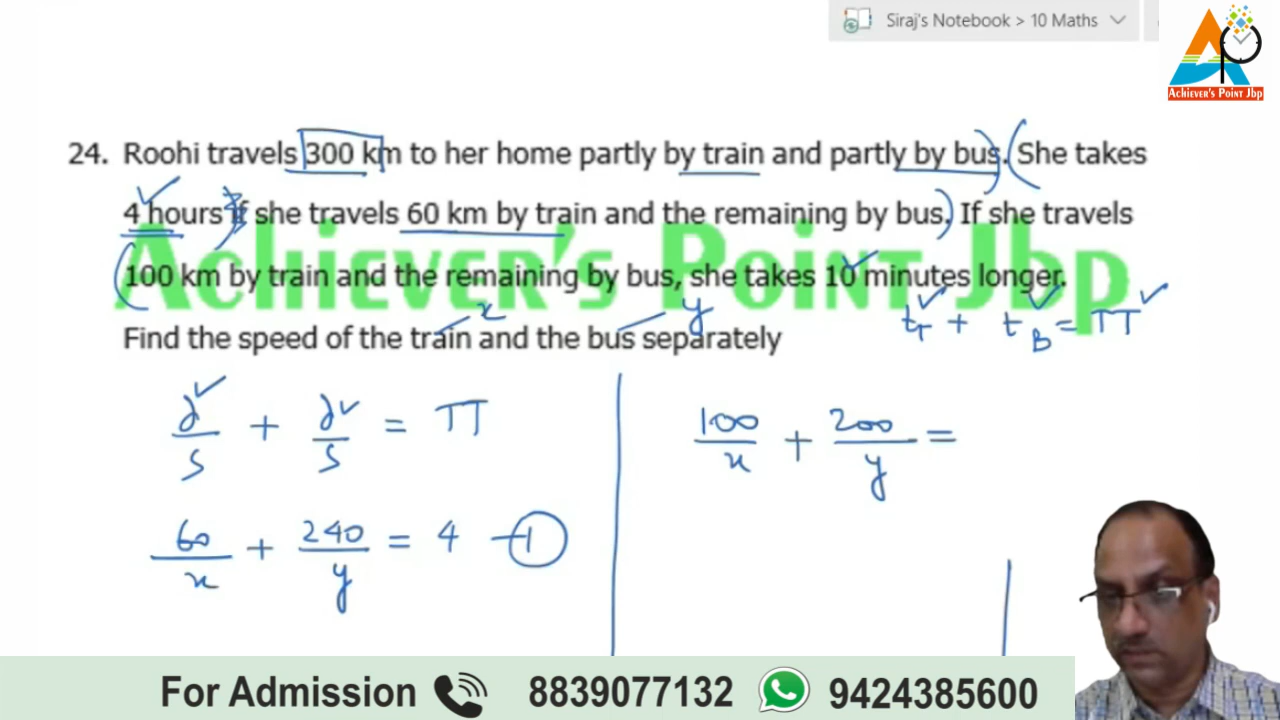 Siraj's Notebook > 10 Maths
ACHIEVER'S POINT JBP
24. Roohi travels 300 km to her home partly by train and partly by bus. She takes
4 hours if she travels 60 km by train and the remaining by bus. If she travels
100 km by train and the remaining by bus, she takes 10 minutes longer.
Find the speed of the train and the bus separately
x
y
t_T + t_B = TT
ACHIEVER'S POINT JBP
d/s + d/s = TT
60/x + 240/y = 4 — ①
100/x + 200/y =
For Admission 8839077132 9424385600